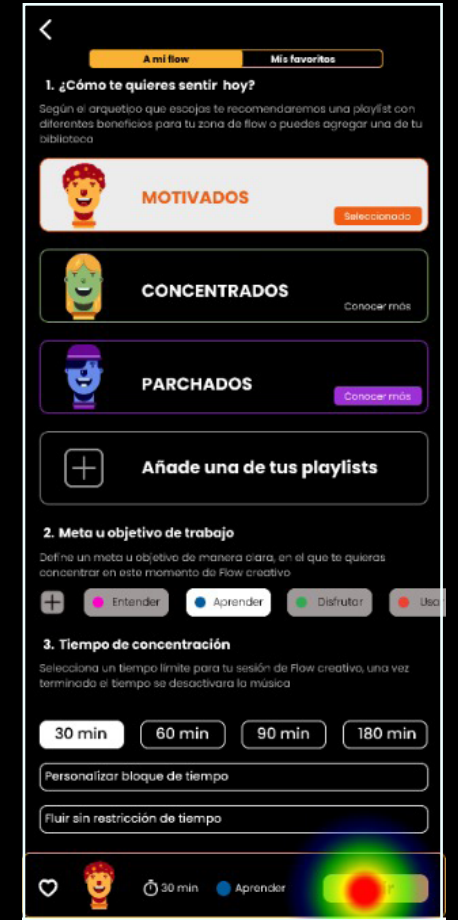 A mi flow
Mis favoritos
1. ¿Cómo te quieres sentir hoy?
Según el arquetipo que escojas te recomendaremos una playlist con
diferentes beneficios para tu zona de flow o puedes agregar una de tu
biblioteca
MOTIVADOS
Seleccionado
CONCENTRADOS
Conocer más
PARCHADOS
Conocer más
Añade una de tus playlists
2. Meta u objetivo de trabajo
Define un meta u objetivo de manera clara, en el que te quieras
concentrar en este momento de Flow creativo
Entender
Aprender
Disfrutar
3. Tiempo de concentración
Selecciona un tiempo límite para tu sesión de Flow creativo, una vez
terminado el tiempo se desactivara la música
30 min
60 min
90 min
180 min
Personalizar bloque de tiempo
Fluir sin restricción de tiempo
30 min
Aprender